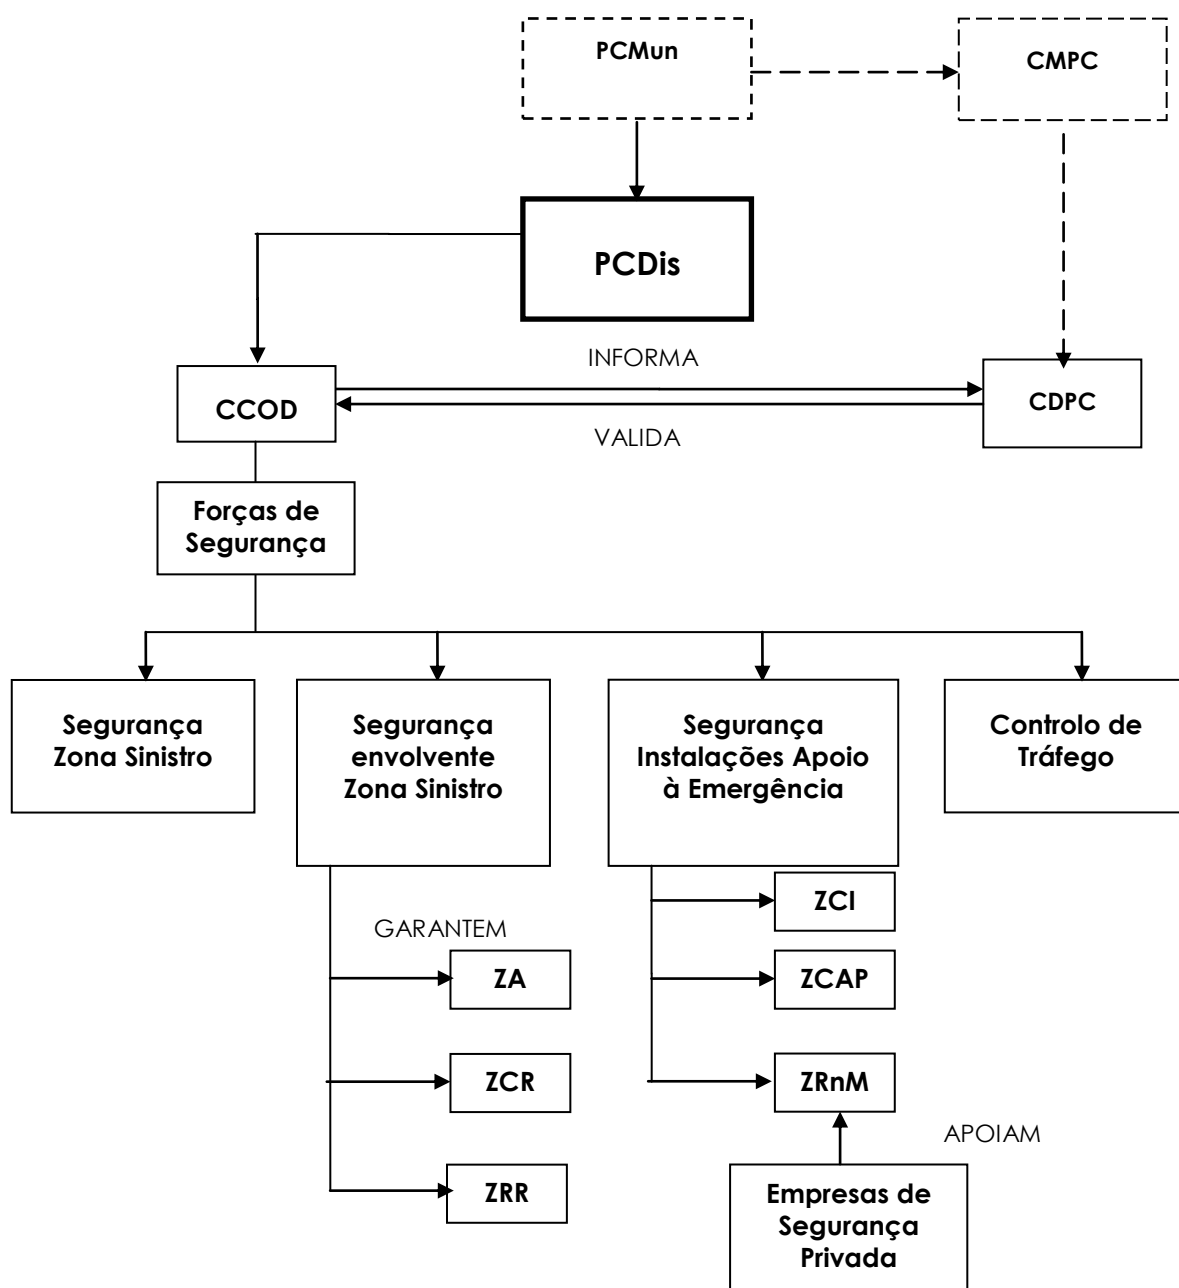 PCMun
CMPC
PCDis
INFORMA
CCOD
CDPC
VALIDA
Forças de
Segurança
Segurança
Zona Sinistro
Segurança
envolvente
Zona Sinistro
Segurança
Instalações Apoio
à Emergência
Controlo de
Tráfego
ZCI
GARANTEM
ZA
ZCAP
ZCR
ZRnM
APOIAM
ZRR
Empresas de
Segurança
Privada